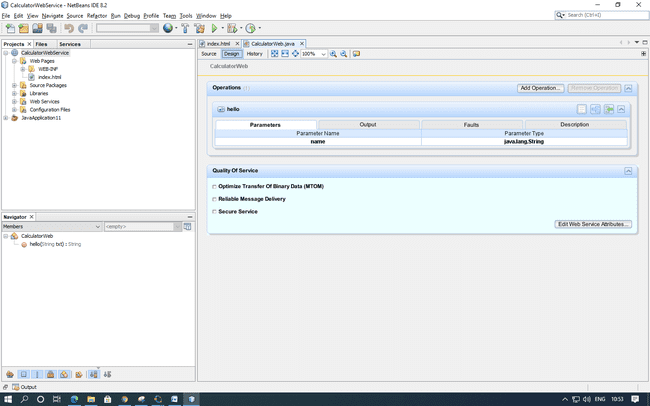 CalculatorWebService - NetBeans IDE 8.2
File Edit View Navigate Source Refactor Run Debug Profile Team Tools Window Help
Search (Ctrl+I)
Projects Files Services
CalculatorWebService
Web Pages
WEB-INF
index.html
Source Packages
Libraries
Web Services
Configuration Files
JavaApplication11
Navigator
Members <empty>
CalculatorWeb
hello(String txt) : String
index.html CalculatorWeb.java
Source Design History 100%
CalculatorWeb
Operations (1) Add Operation... Remove Operation
hello
Parameters Output Faults Description
Parameter Name Parameter Type
name java.lang.String
Quality Of Service
Optimize Transfer Of Binary Data (MTOM)
Reliable Message Delivery
Secure Service
Edit Web Service Attributes...
Output
ENG 10:53